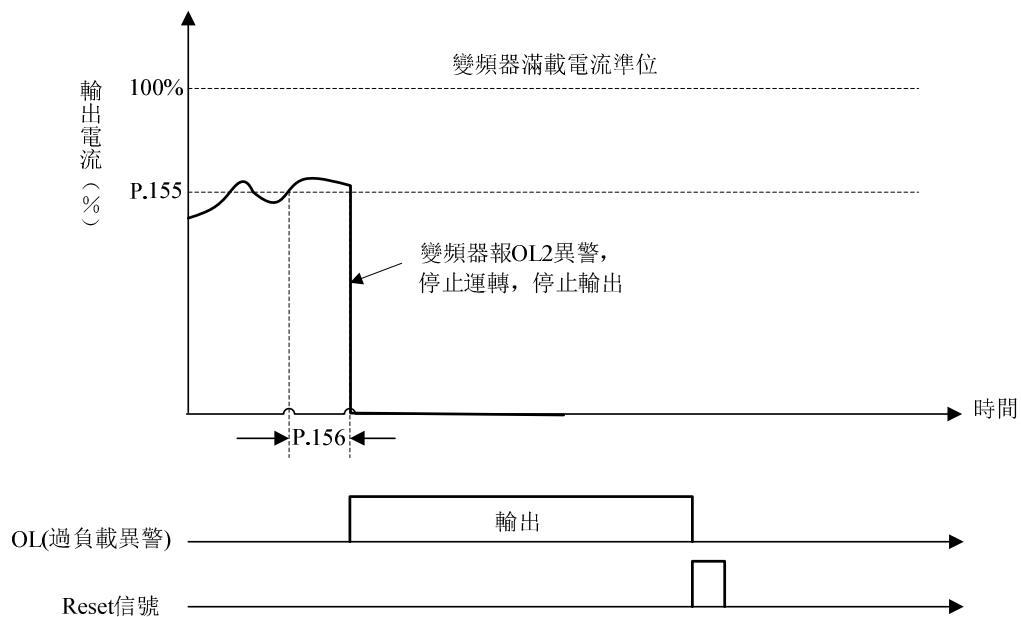 變頻器滿載電流準位
100%
輸出電流（%）
P.155
變頻器報OL2異警，
停止運轉，停止輸出
時間
P.156
輸出
OL(過負載異警)
Reset信號